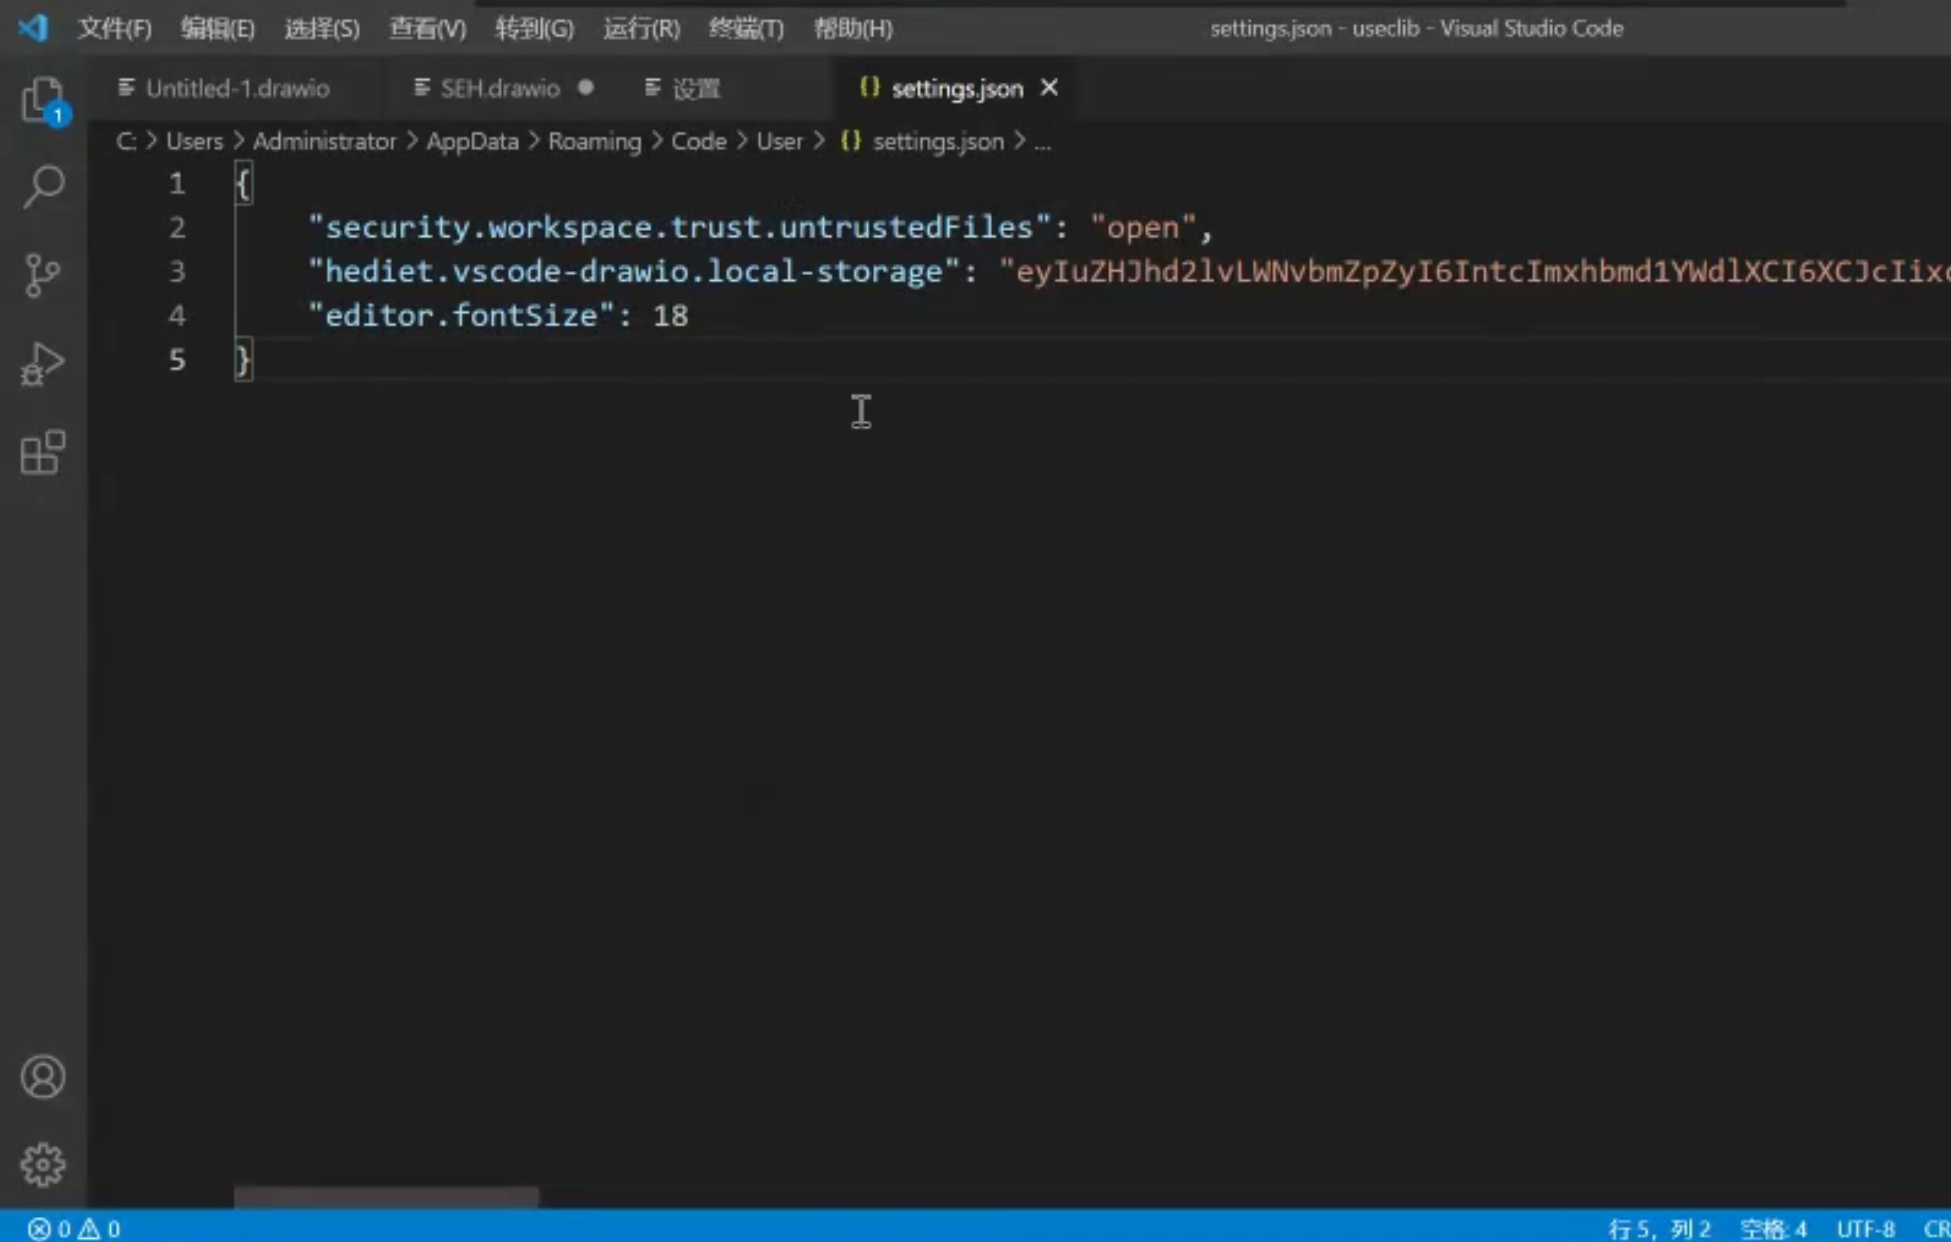 文件(F) 编辑(E) 选择(S) 查看(V) 转到(G) 运行(R) 终端(T) 帮助(H) settings.json - useclib - Visual Studio Code
Untitled-1.drawio SEH.drawio 设置 {} settings.json
1
C: > Users > Administrator > AppData > Roaming > Code > User > {} settings.json > ...
1 {
2 "security.workspace.trust.untrustedFiles": "open",
3 "hediet.vscode-drawio.local-storage": "eyIuZHJhd2lvLWNvbmZpZyI6IntcImxhbmd1YWdlXCI6XCJcIixc
4 "editor.fontSize": 18
5 }
0 0 行 5，列 2 空格: 4 UTF-8 CR